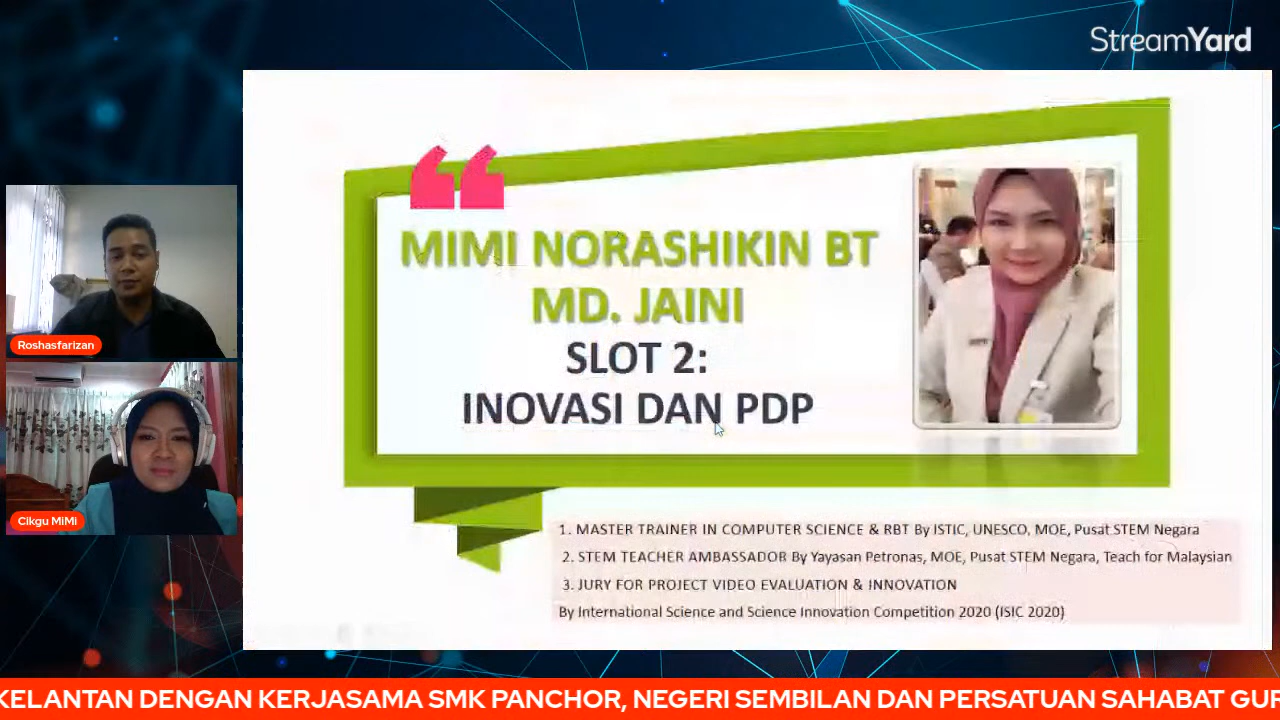 StreamYard
MIMI NORASHIKIN BT
MD. JAINI
SLOT 2:
INOVASI DAN PDP
Roshasfarizan
Cikgu MiMi
1. MASTER TRAINER IN COMPUTER SCIENCE & RBT By ISTIC, UNESCO, MOE, Pusat STEM Negara
2. STEM TEACHER AMBASSADOR By Yayasan Petronas, MOE, Pusat STEM Negara, Teach for Malaysian
3. JURY FOR PROJECT VIDEO EVALUATION & INNOVATION
By International Science and Science Innovation Competition 2020 (ISIC 2020)
KELANTAN DENGAN KERJASAMA SMK PANCHOR, NEGERI SEMBILAN DAN PERSATUAN SAHABAT GUR